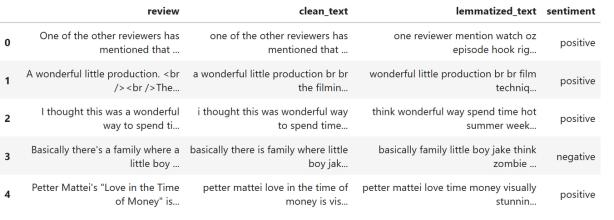 review clean_text lemmatized_text sentiment
0 One of the other reviewers has mentioned that ... one of the other reviewers has mentioned that ... one reviewer mention watch oz episode hook rig... positive
1 A wonderful little production. <br /><br />The... a wonderful little production br br the filmin... wonderful little production br br film techniq... positive
2 I thought this was a wonderful way to spend ti... i thought this was wonderful way to spend time... think wonderful way spend time hot summer week... positive
3 Basically there's a family where a little boy ... basically there is family where little boy jak... basically family little boy jake think zombie ... negative
4 Petter Mattei's "Love in the Time of Money" is... petter mattei love in the time of money is vis... petter mattei love time money visually stunnin... positive